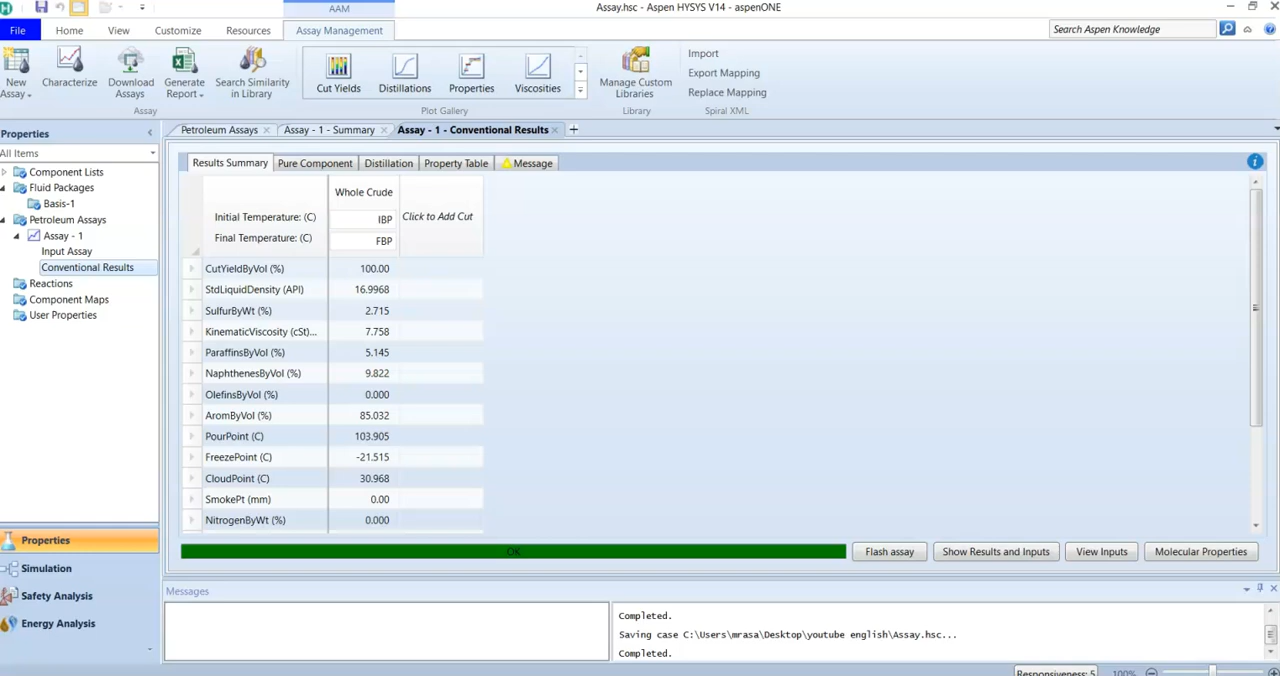 Assay.hsc - Aspen HYSYS V14 - aspenONE
AAM
File Home View Customize Resources Assay Management
Search Aspen Knowledge
New Assay
Characterize
Download Assays
Generate Report
Search Similarity in Library
Assay
Cut Yields
Distillations
Properties
Viscosities
Plot Gallery
Manage Custom Libraries
Library
Import
Export Mapping
Replace Mapping
Spiral XML
Properties
All Items
Component Lists
Fluid Packages
Basis-1
Petroleum Assays
Assay - 1
Input Assay
Conventional Results
Reactions
Component Maps
User Properties
Properties
Simulation
Safety Analysis
Energy Analysis
Petroleum Assays Assay - 1 - Summary Assay - 1 - Conventional Results
Results Summary Pure Component Distillation Property Table Message
Whole Crude
Click to Add Cut
Initial Temperature: (C) IBP
Final Temperature: (C) FBP
CutYieldByVol (%) 100.00
StdLiquidDensity (API) 16.9968
SulfurByWt (%) 2.715
KinematicViscosity (cSt)... 7.758
ParaffinsByVol (%) 5.145
NaphthenesByVol (%) 9.822
OlefinsByVol (%) 0.000
AromByVol (%) 85.032
PourPoint (C) 103.905
FreezePoint (C) -21.515
CloudPoint (C) 30.968
SmokePt (mm) 0.00
NitrogenByWt (%) 0.000
OK
Flash assay Show Results and Inputs View Inputs Molecular Properties
Messages
Completed.
Saving case C:\Users\mrasa\Desktop\youtube english\Assay.hsc...
Completed.
Responsiveness: 5 100%